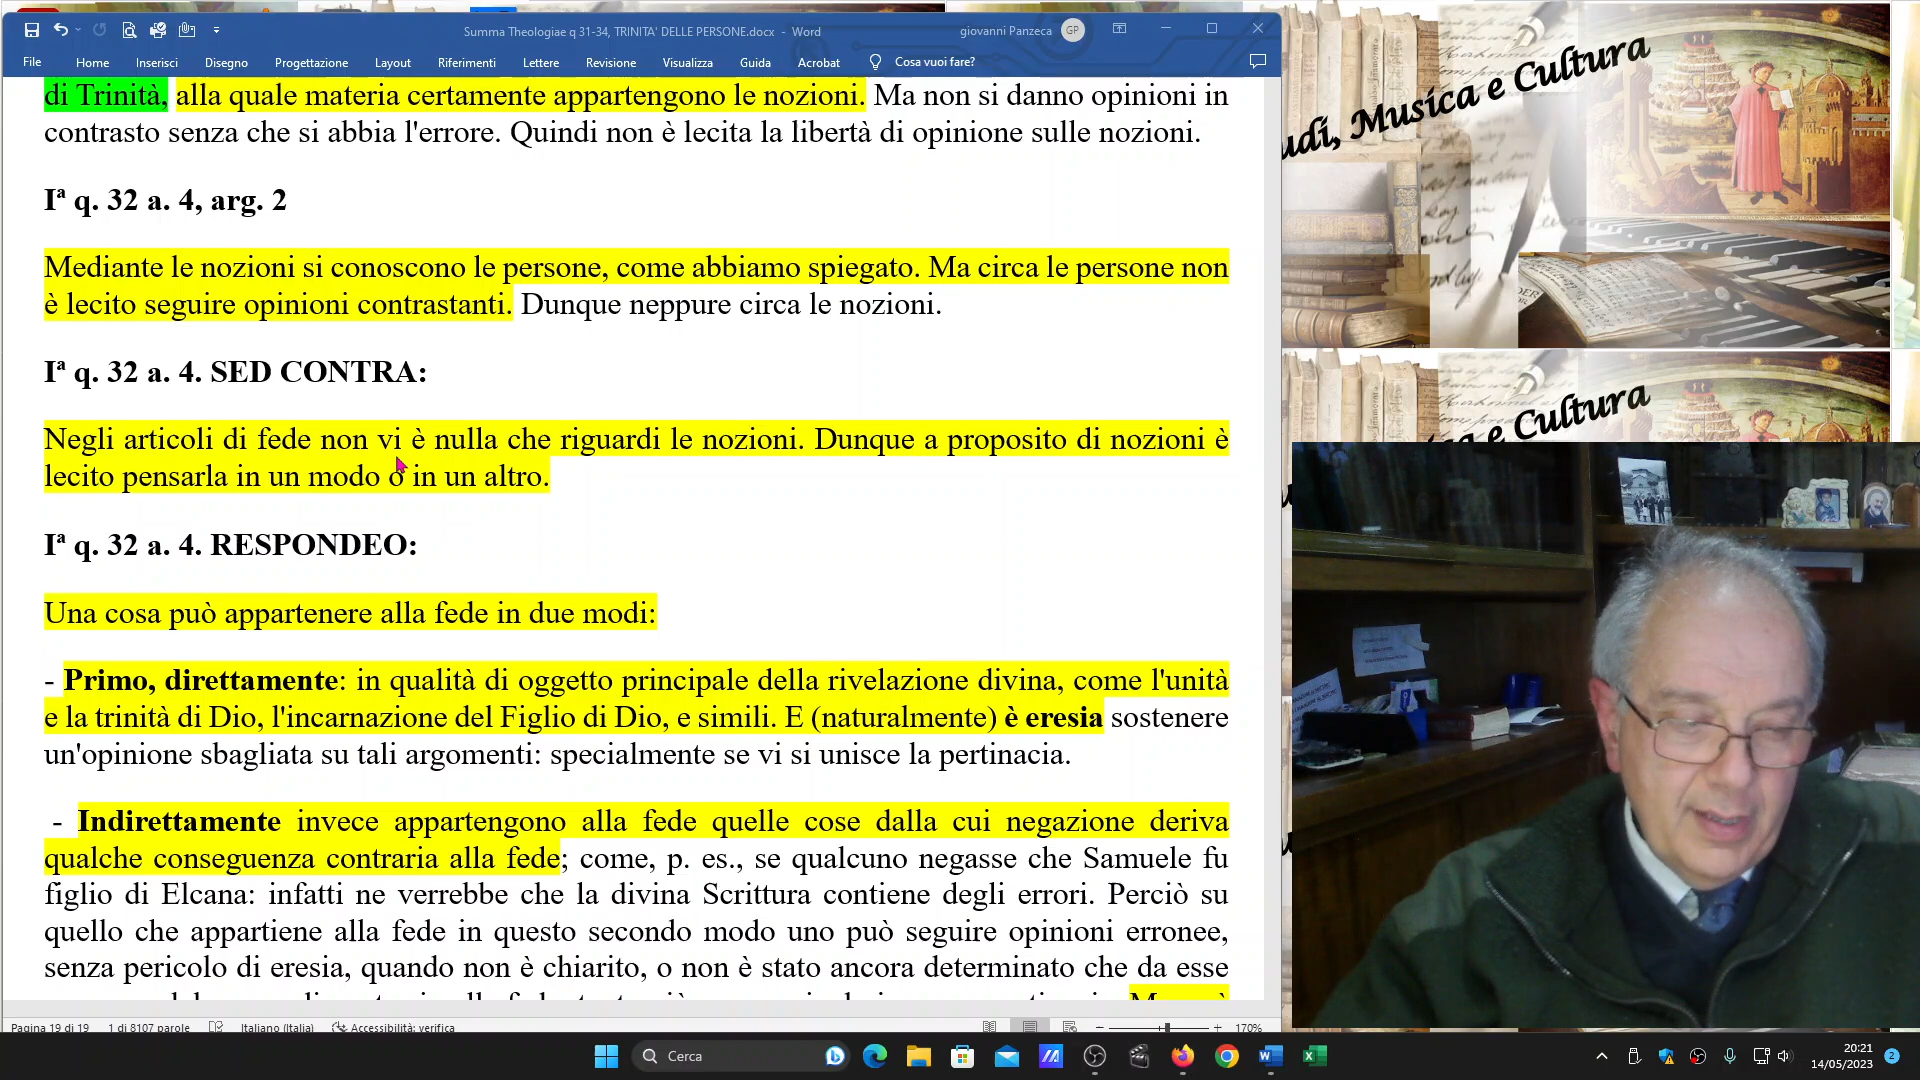 Summa Theologiae q 31-34, TRINITA' DELLE PERSONE.docx - Word
giovanni Panzeca
GP
File Home Inserisci Disegno Progettazione Layout Riferimenti Lettere Revisione Visualizza Guida Acrobat Cosa vuoi fare?
di Trinità, alla quale materia certamente appartengono le nozioni. Ma non si danno opinioni in
contrasto senza che si abbia l'errore. Quindi non è lecita la libertà di opinione sulle nozioni.
Iª q. 32 a. 4, arg. 2
Mediante le nozioni si conoscono le persone, come abbiamo spiegato. Ma circa le persone non
è lecito seguire opinioni contrastanti. Dunque neppure circa le nozioni.
Iª q. 32 a. 4. SED CONTRA:
Negli articoli di fede non vi è nulla che riguardi le nozioni. Dunque a proposito di nozioni è
lecito pensarla in un modo o in un altro.
Iª q. 32 a. 4. RESPONDEO:
Una cosa può appartenere alla fede in due modi:
- Primo, direttamente: in qualità di oggetto principale della rivelazione divina, come l'unità
e la trinità di Dio, l'incarnazione del Figlio di Dio, e simili. E (naturalmente) è eresia sostenere
un'opinione sbagliata su tali argomenti: specialmente se vi si unisce la pertinacia.
- Indirettamente invece appartengono alla fede quelle cose dalla cui negazione deriva
qualche conseguenza contraria alla fede; come, p. es., se qualcuno negasse che Samuele fu
figlio di Elcana: infatti ne verrebbe che la divina Scrittura contiene degli errori. Perciò su
quello che appartiene alla fede in questo secondo modo uno può seguire opinioni erronee,
senza pericolo di eresia, quando non è chiarito, o non è stato ancora determinato che da esse
Pagina 19 di 19 1 di 8107 parole Italiano (Italia) Accessibilità: verifica 170%
udi, Musica e Cultura
e Cultura
Cerca
20:21
14/05/2023
2